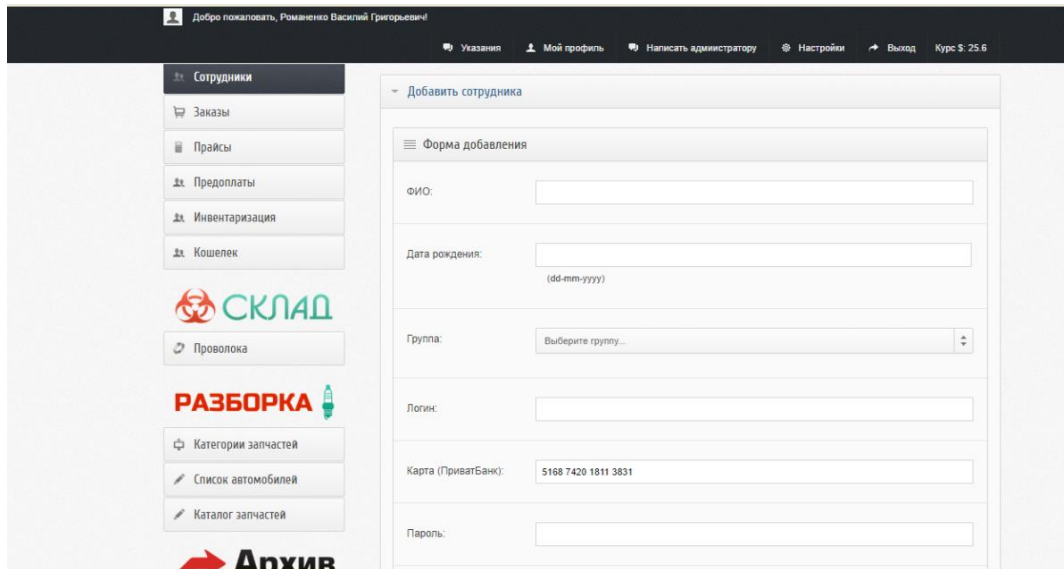 Добро пожаловать, Романенко Василий Григорьевич!
Указания Мой профиль Написать администратору Настройки Выход Курс $: 25.6
Сотрудники
Заказы
Прайсы
Предоплаты
Инвентаризация
Кошелек
СКЛАД
Проволока
РАЗБОРКА
Категории запчастей
Список автомобилей
Каталог запчастей
Архив
Добавить сотрудника
Форма добавления
ФИО:
Дата рождения:
(dd-mm-yyyy)
Группа: Выберите группу...
Логин:
Карта (ПриватБанк): 5168 7420 1811 3831
Пароль: